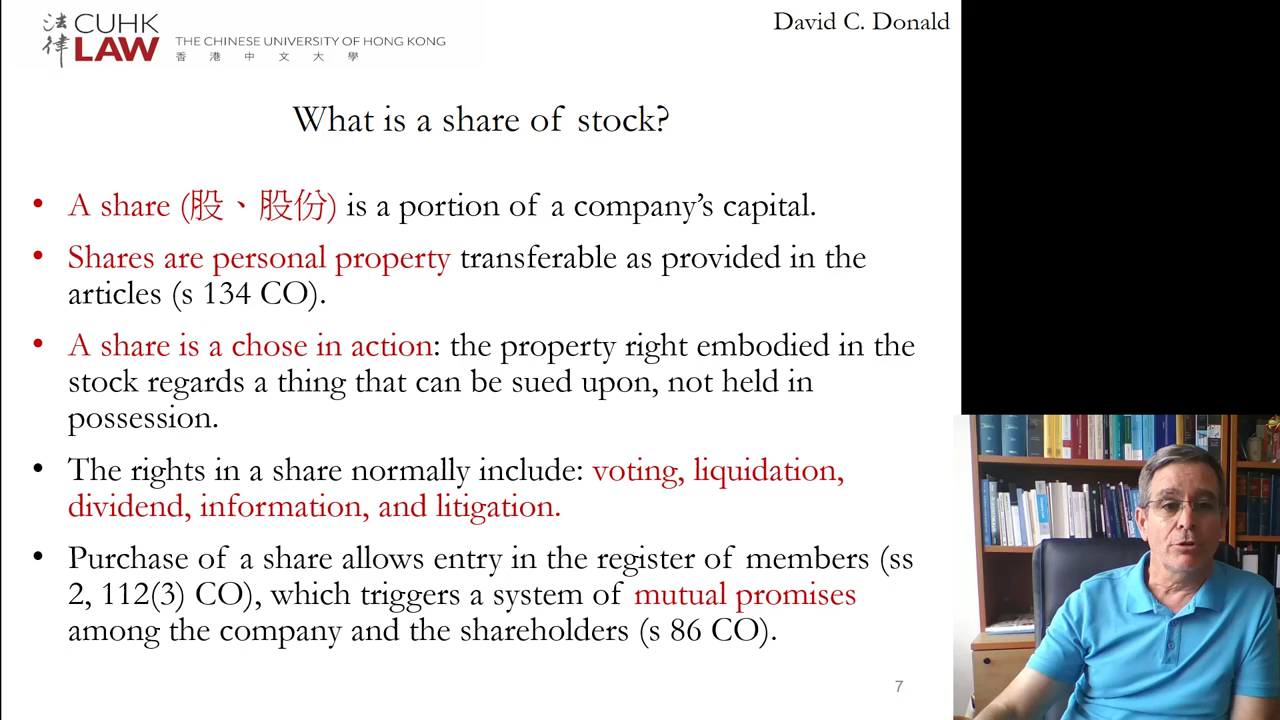 David C. Donald
法律 CUHK LAW
THE CHINESE UNIVERSITY OF HONG KONG
香 港 中 文 大 學
What is a share of stock?
• A share (股、股份) is a portion of a company's capital.
• Shares are personal property transferable as provided in the
articles (s 134 CO).
• A share is a chose in action: the property right embodied in the
stock regards a thing that can be sued upon, not held in
possession.
• The rights in a share normally include: voting, liquidation,
dividend, information, and litigation.
• Purchase of a share allows entry in the register of members (ss
2, 112(3) CO), which triggers a system of mutual promises
among the company and the shareholders (s 86 CO).
7